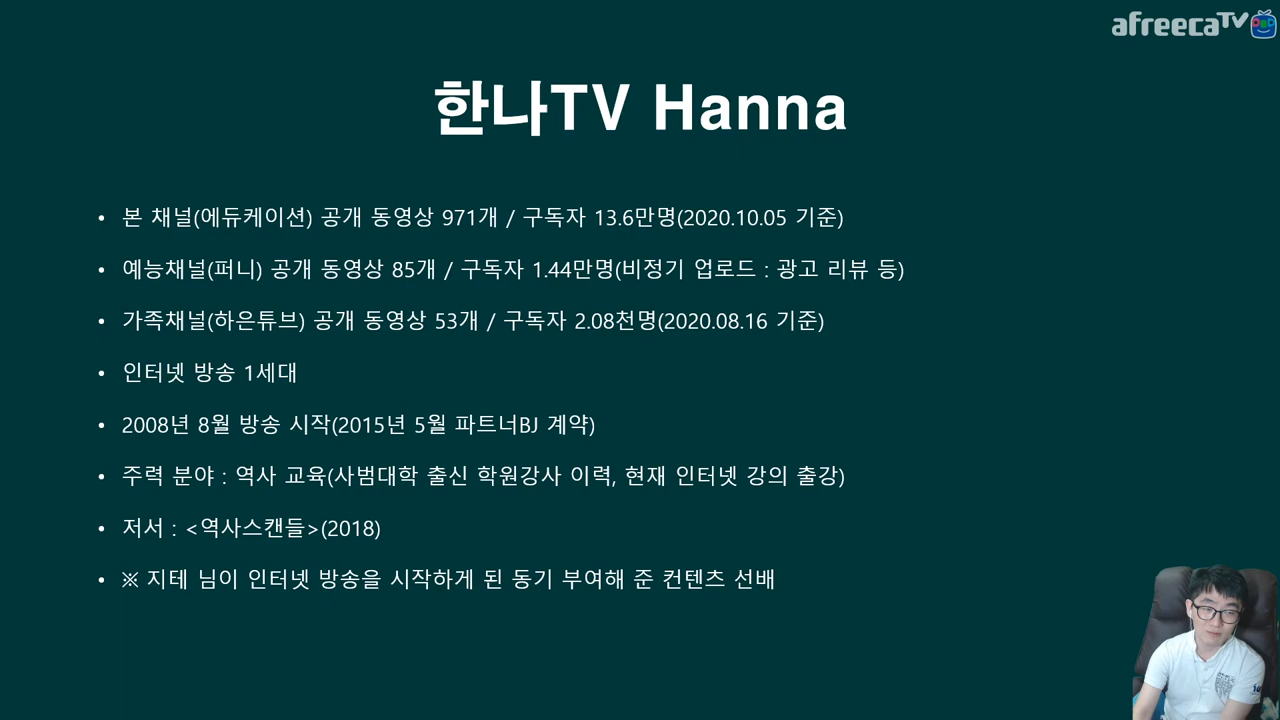 afreecaTV
한나TV Hanna
• 본 채널(에듀케이션) 공개 동영상 971개 / 구독자 13.6만명(2020.10.05 기준)
• 예능채널(퍼니) 공개 동영상 85개 / 구독자 1.44만명(비정기 업로드 : 광고 리뷰 등)
• 가족채널(하은튜브) 공개 동영상 53개 / 구독자 2.08천명(2020.08.16 기준)
• 인터넷 방송 1세대
• 2008년 8월 방송 시작(2015년 5월 파트너BJ 계약)
• 주력 분야 : 역사 교육(사범대학 출신 학원강사 이력, 현재 인터넷 강의 출강)
• 저서 : <역사스캔들>(2018)
• ※ 지테 님이 인터넷 방송을 시작하게 된 동기 부여해 준 컨텐츠 선배